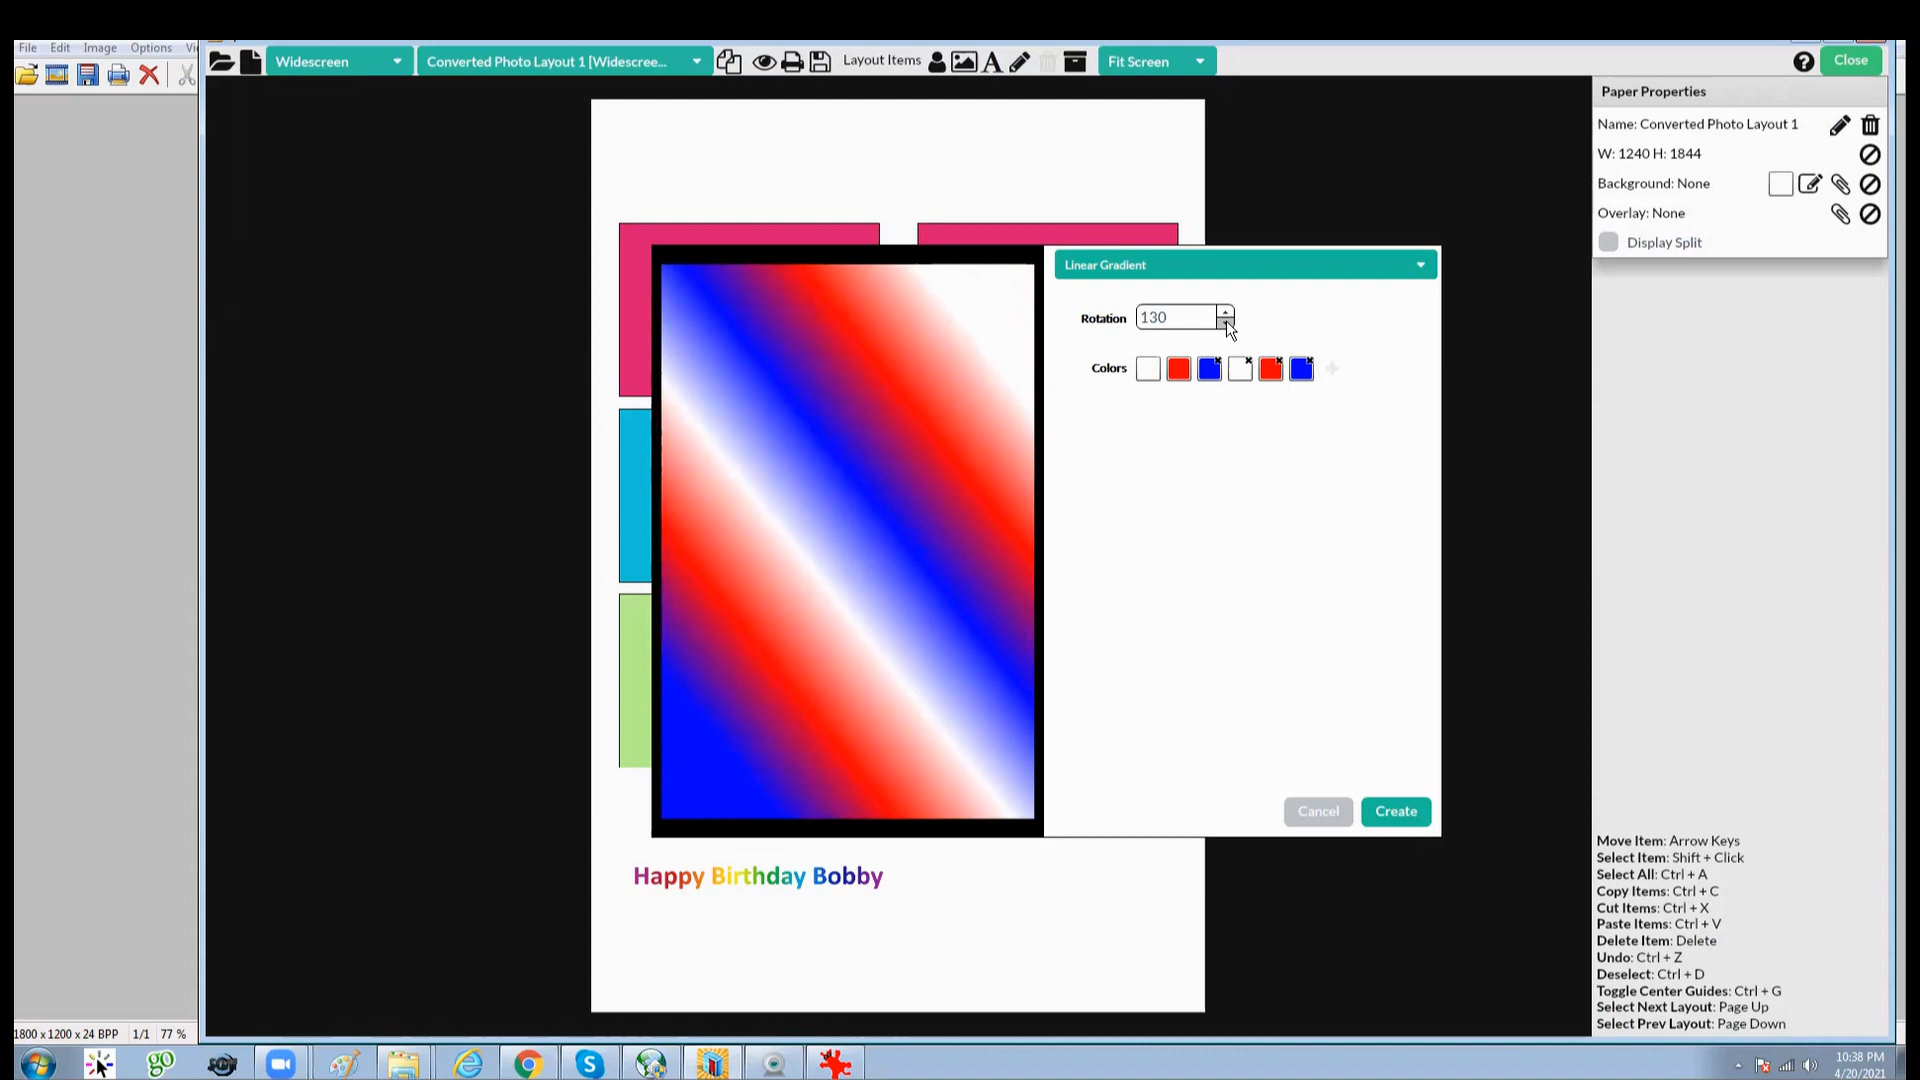 File Edit Image Options Vi
Widescreen
Converted Photo Layout 1 [Widescree...
Layout Items
A
Fit Screen
?
Close
Paper Properties
Name: Converted Photo Layout 1
W: 1240 H: 1844
Background: None
Overlay: None
Display Split
Linear Gradient
Rotation 130
Colors
Cancel Create
Happy Birthday Bobby
Move Item: Arrow Keys
Select Item: Shift + Click
Select All: Ctrl + A
Copy Items: Ctrl + C
Cut Items: Ctrl + X
Paste Items: Ctrl + V
Delete Item: Delete
Undo: Ctrl + Z
Deselect: Ctrl + D
Toggle Center Guides: Ctrl + G
Select Next Layout: Page Up
Select Prev Layout: Page Down
1800 x 1200 x 24 BPP 1/1 77 %
go
S
10:38 PM
4/20/2021